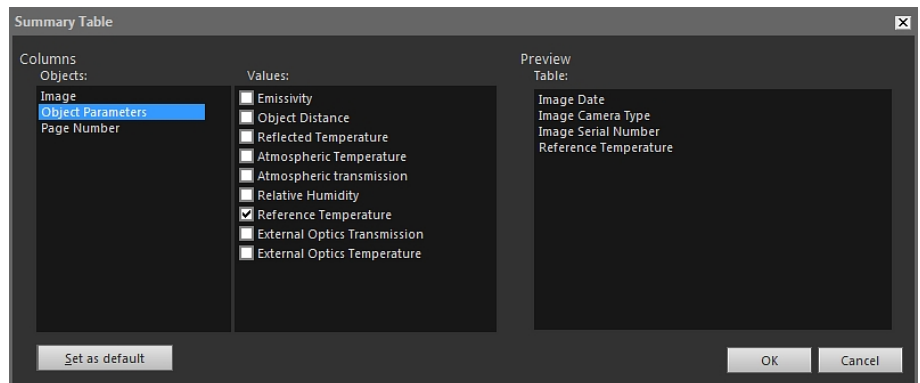 Summary Table
Columns
Objects:
Image
Object Parameters
Page Number
Values:
Emissivity
Object Distance
Reflected Temperature
Atmospheric Temperature
Atmospheric transmission
Relative Humidity
Reference Temperature
External Optics Transmission
External Optics Temperature
Preview
Table:
Image Date
Image Camera Type
Image Serial Number
Reference Temperature
Set as default
OK
Cancel